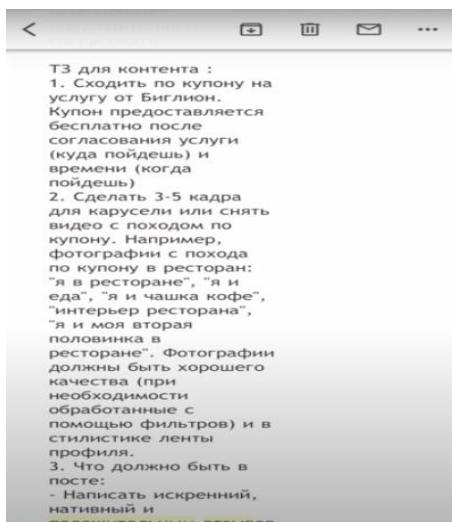 ТЗ для контента :
1. Сходить по купону на
услугу от Биглион.
Купон предоставляется
бесплатно после
согласования услуги
(куда пойдешь) и
времени (когда
пойдешь)
2. Сделать 3-5 кадра
для карусели или снять
видео с походом по
купону. Например,
фотографии с похода
по купону в ресторан:
"я в ресторане", "я и
еда", "я и чашка кофе",
"интерьер ресторана",
"я и моя вторая
половинка в
ресторане". Фотографии
должны быть хорошего
качества (при
необходимости
обработанные с
помощью фильтров) и в
стилистике ленты
профиля.
3. Что должно быть в
посте:
- Написать искренний,
нативный и